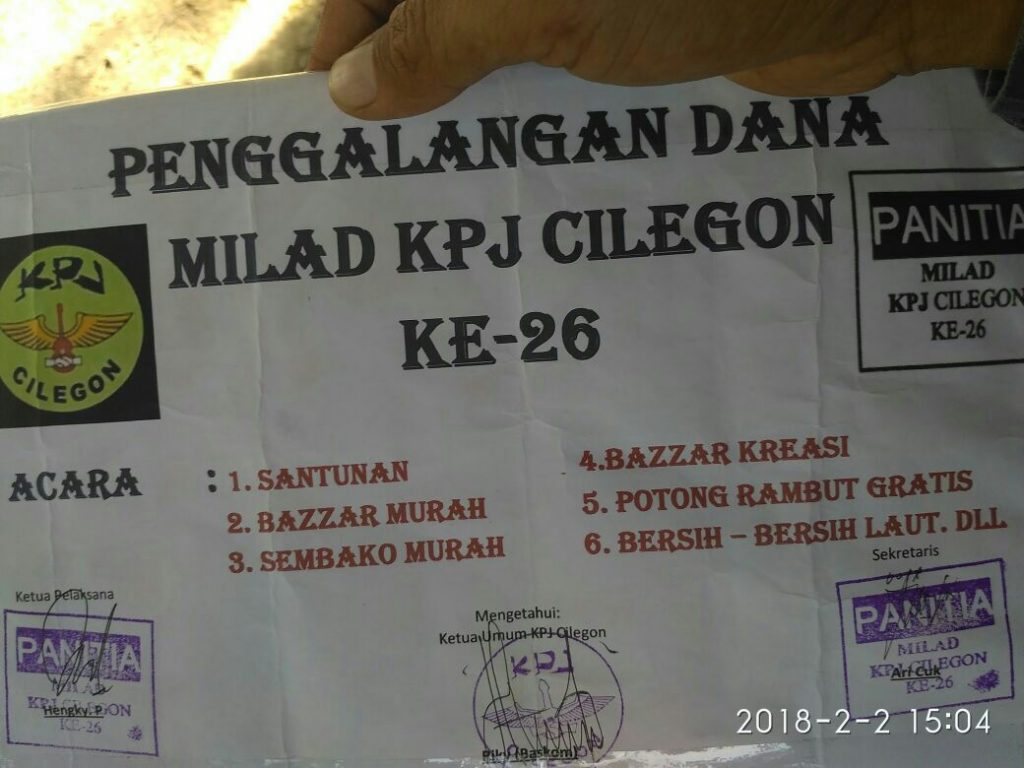 PENGGALANGAN DANA
MILAD KPJ CILEGON
KE-26
KPJ
CILEGON
PANITIA
MILAD
KPJ CILEGON
KE-26
ACARA :
1. SANTUNAN
2. BAZZAR MURAH
3. SEMBAKO MURAH
4.BAZZAR KREASI
5. POTONG RAMBUT GRATIS
6. BERSIH – BERSIH LAUT. DLL
Ketua Pelaksana
PANITIA
MILAD
KPJ CILEGON
Hengky. P
KE-26
Mengetahui:
Ketua Umum KPJ Cilegon
KPJ
(Baskom)
Sekretaris
PANITIA
MILAD
KPJ CILEGON
Ari Cuk
KE-26
2018-2-2 15:04